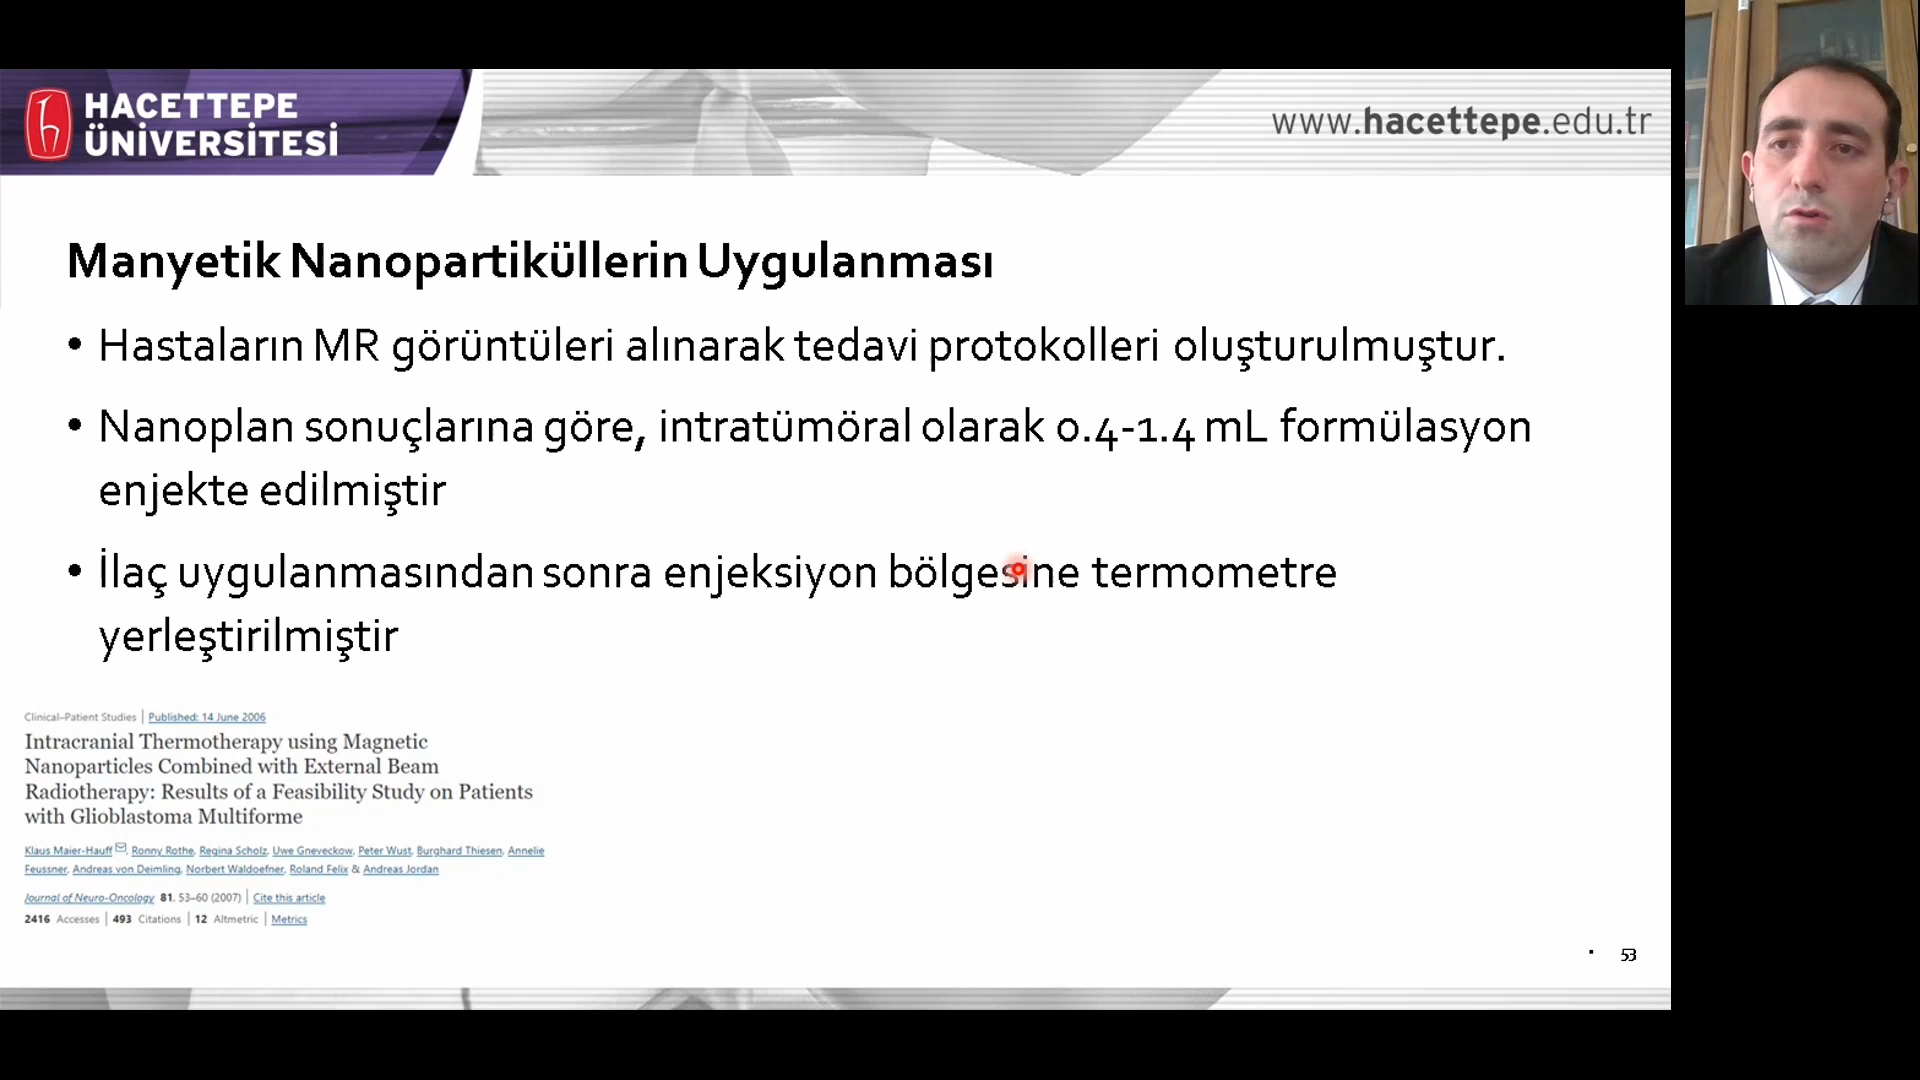 HACETTEPE
ÜNİVERSİTESİ
www.hacettepe.edu.tr
Manyetik Nanopartiküllerin Uygulanması
• Hastaların MR görüntüleri alınarak tedavi protokolleri oluşturulmuştur.
• Nanoplan sonuçlarına göre, intratümöral olarak 0.4-1.4 mL formülasyon
enjekte edilmiştir
• İlaç uygulanmasından sonra enjeksiyon bölgesine termometre
yerleştirilmiştir
Clinical–Patient Studies | Published: 14 June 2006
Intracranial Thermotherapy using Magnetic
Nanoparticles Combined with External Beam
Radiotherapy: Results of a Feasibility Study on Patients
with Glioblastoma Multiforme
Klaus Maier-Hauff, Ronny Rothe, Regina Scholz, Uwe Gneveckow, Peter Wust, Burghard Thiesen, Annelie
Feussner, Andreas von Deimling, Norbert Waldoefner, Roland Felix & Andreas Jordan
Journal of Neuro-Oncology 81, 53–60 (2007) | Cite this article
2416 Accesses | 493 Citations | 12 Altmetric | Metrics
• 53